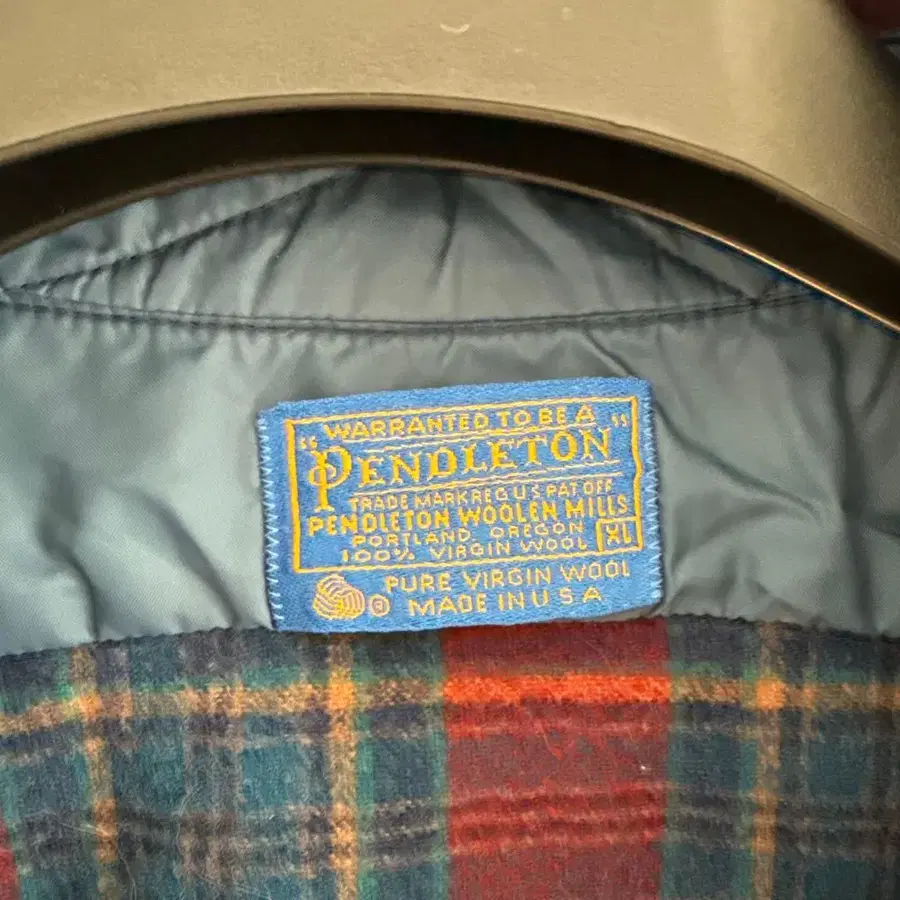 WARRANTED TO BE A
"PENDLETON"
TRADE MARK REG U S PAT OFF
PENDLETON WOOLEN MILLS
PORTLAND, OREGON
100% VIRGIN WOOL XL
PURE VIRGIN WOOL
® MADE IN U S A